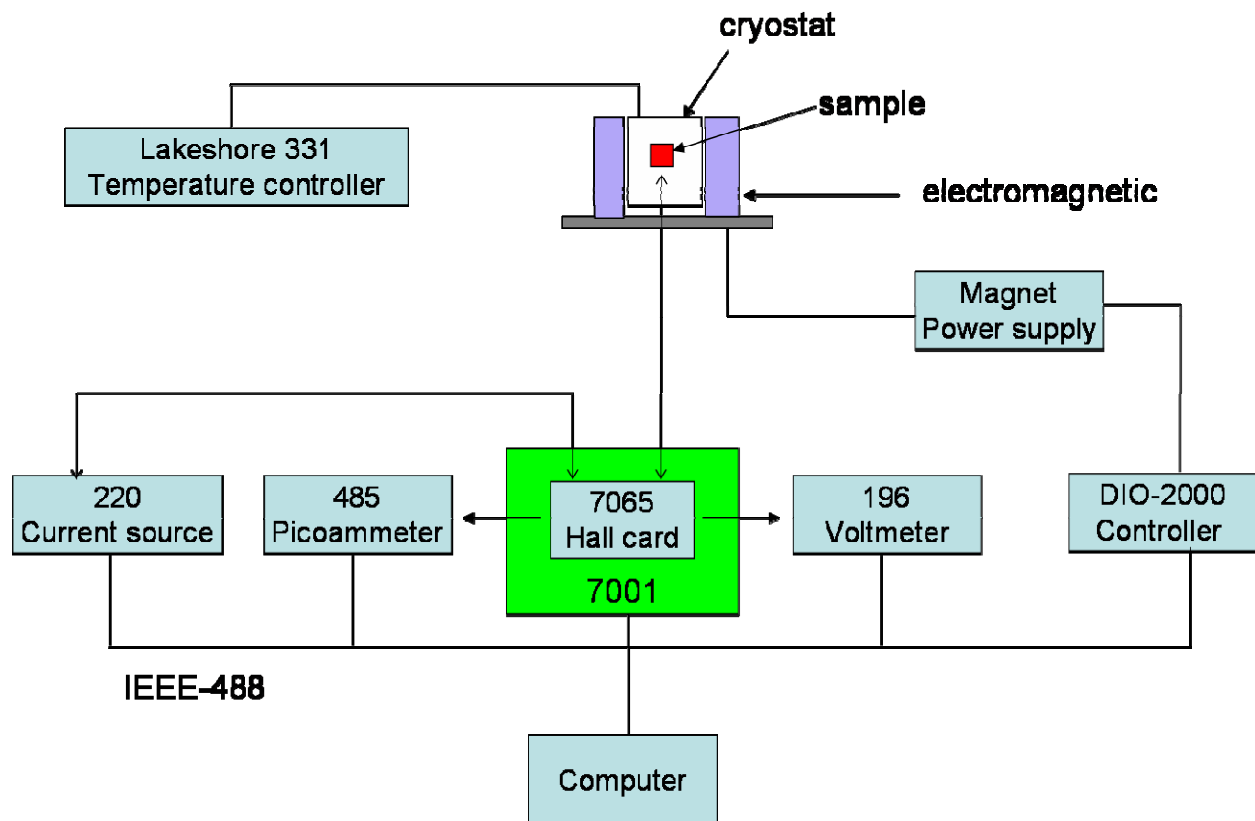 cryostat
sample
Lakeshore 331
Temperature controller
electromagnetic
Magnet
Power supply
220
Current source
485
Picoammeter
7065
Hall card
7001
196
Voltmeter
DIO-2000
Controller
IEEE-488
Computer